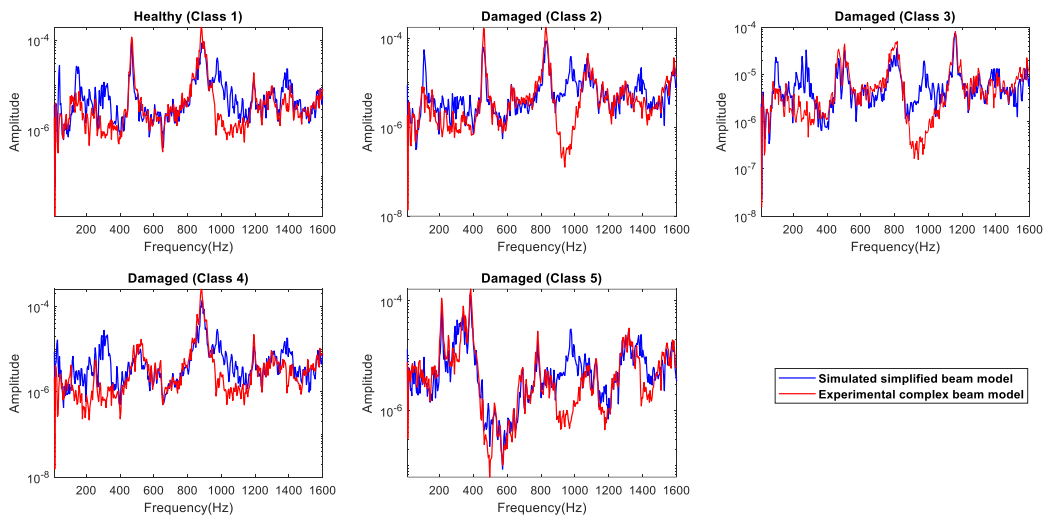 Healthy (Class 1)
Damaged (Class 2)
Damaged (Class 3)
10-4
10-6
Amplitude
200 400 600 800 1000 1200 1400 1600
Frequency(Hz)
10-4
10-6
10-8
Amplitude
200 400 600 800 1000 1200 1400 1600
Frequency(Hz)
10-4
10-5
10-6
10-7
10-8
Amplitude
200 400 600 800 1000 1200 1400 1600
Frequency(Hz)
Damaged (Class 4)
Damaged (Class 5)
10-4
10-6
10-8
Amplitude
200 400 600 800 1000 1200 1400 1600
Frequency(Hz)
10-4
10-6
Amplitude
200 400 600 800 1000 1200 1400 1600
Frequency(Hz)
Simulated simplified beam model
Experimental complex beam model